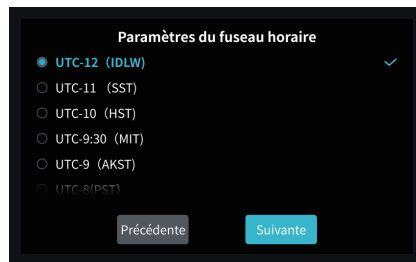 Paramètres du fuseau horaire
UTC-12（IDLW)
UTC-11 （SST)
UTC-10（HST)
UTC-9:30（MIT)
UTC-9（AKST)
UTC-8(PST)
Précédente
Suivante